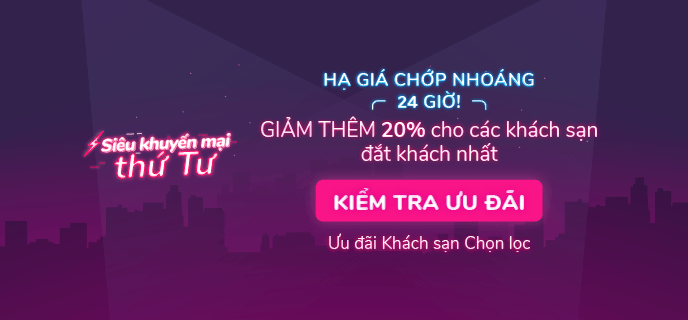 HẠ GIÁ CHỚP NHOÁNG
24 GIỜ!
GIẢM THÊM 20% cho các khách sạn
đắt khách nhất
Siêu khuyến mại
thứ Tư
KIỂM TRA ƯU ĐÃI
Ưu đãi Khách sạn Chọn lọc